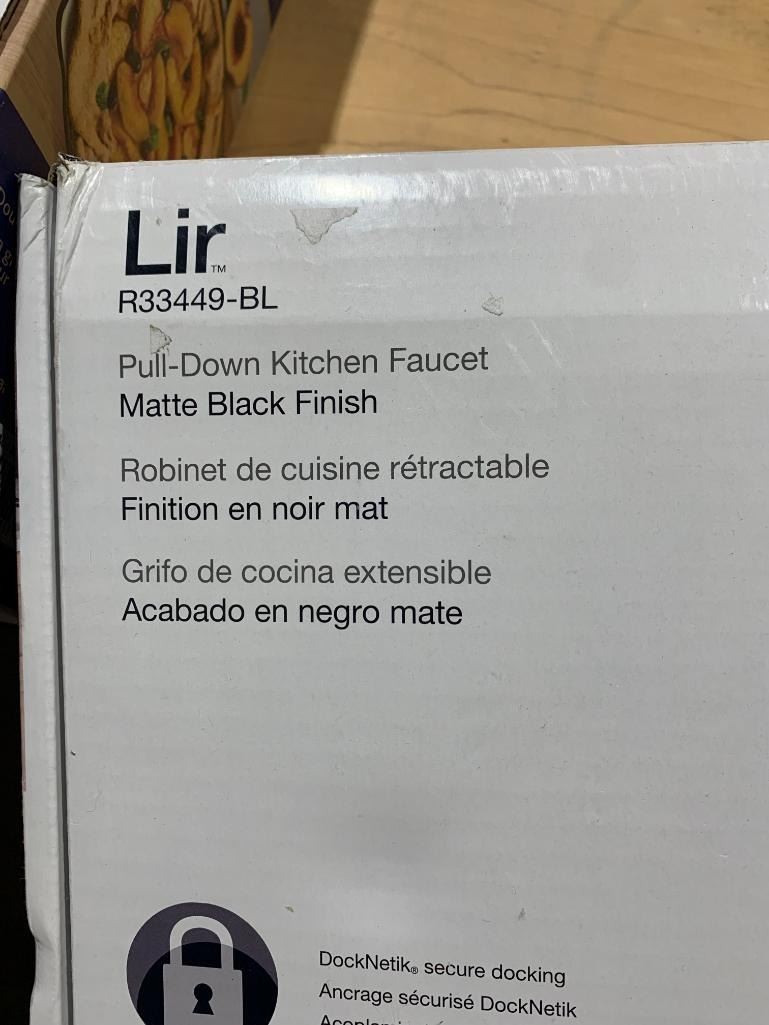 Lir™
R33449-BL
Pull-Down Kitchen Faucet
Matte Black Finish
Robinet de cuisine rétractable
Finition en noir mat
Grifo de cocina extensible
Acabado en negro mate
DockNetik® secure docking
Ancrage sécurisé DockNetik